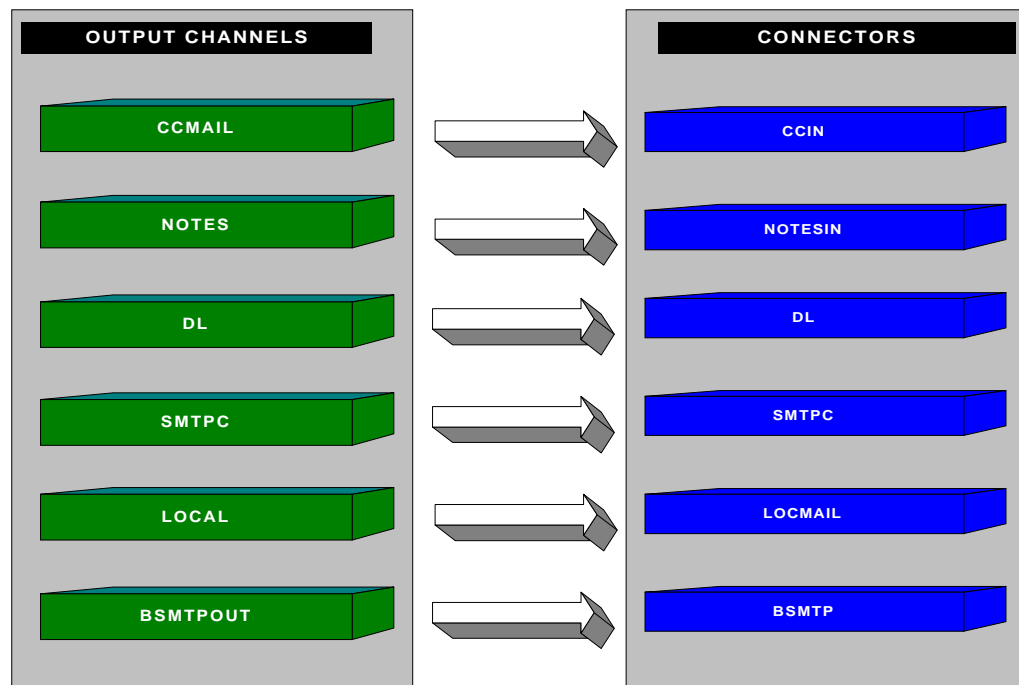 OUTPUT CHANNELS
CONNECTORS
CCMAIL
CCIN
NOTES
NOTESIN
DL
DL
SMTPC
SMTPC
LOCAL
LOCMAIL
BSMTPOUT
BSMTP